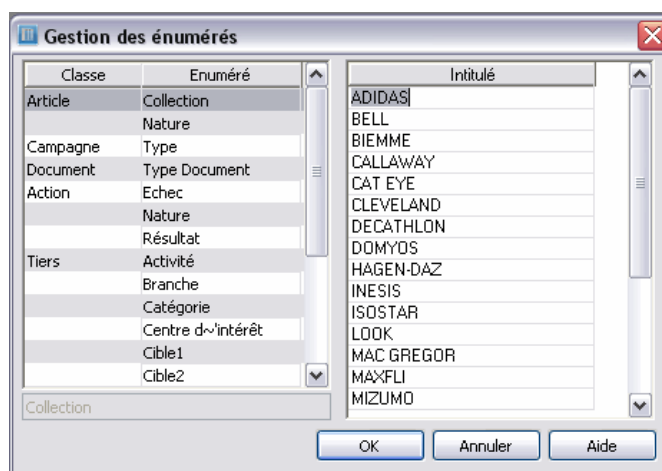 Gestion des énumérés
Classe Enuméré
Article Collection
Nature
Campagne Type
Document Type Document
Action Echec
Nature
Résultat
Tiers Activité
Branche
Catégorie
Centre d~'intérêt
Cible1
Cible2
Collection
Intitulé
ADIDAS
BELL
BIEMME
CALLAWAY
CAT EYE
CLEVELAND
DECATHLON
DOMYOS
HAGEN-DAZ
INESIS
ISOSTAR
LOOK
MAC GREGOR
MAXFLI
MIZUMO
OK Annuler Aide